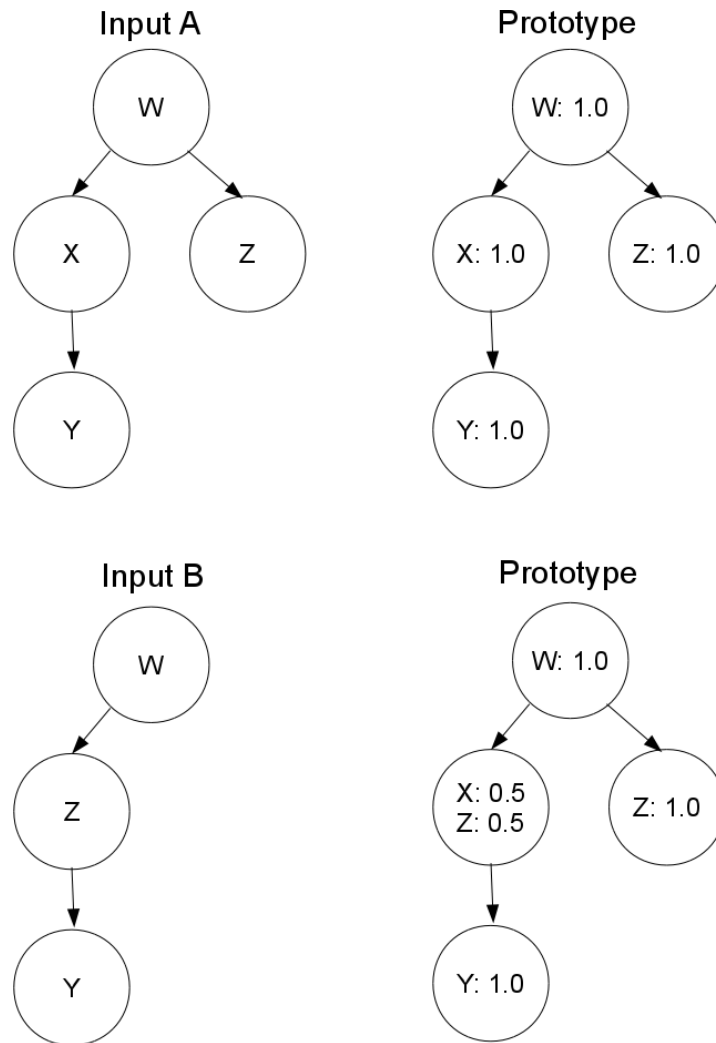 Input A
Prototype
W
W: 1.0
X
Z
X: 1.0
Z: 1.0
Y
Y: 1.0
Input B
Prototype
W
W: 1.0
Z
X: 0.5
Z: 0.5
Z: 1.0
Y
Y: 1.0